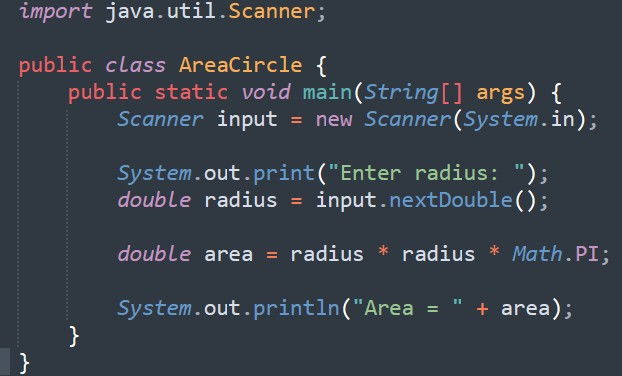 import java.util.Scanner;
public class AreaCircle {
public static void main(String[] args) {
Scanner input = new Scanner(System.in);
System.out.print("Enter radius: ");
double radius = input.nextDouble();
double area = radius * radius * Math.PI;
System.out.println("Area = " + area);
}
}